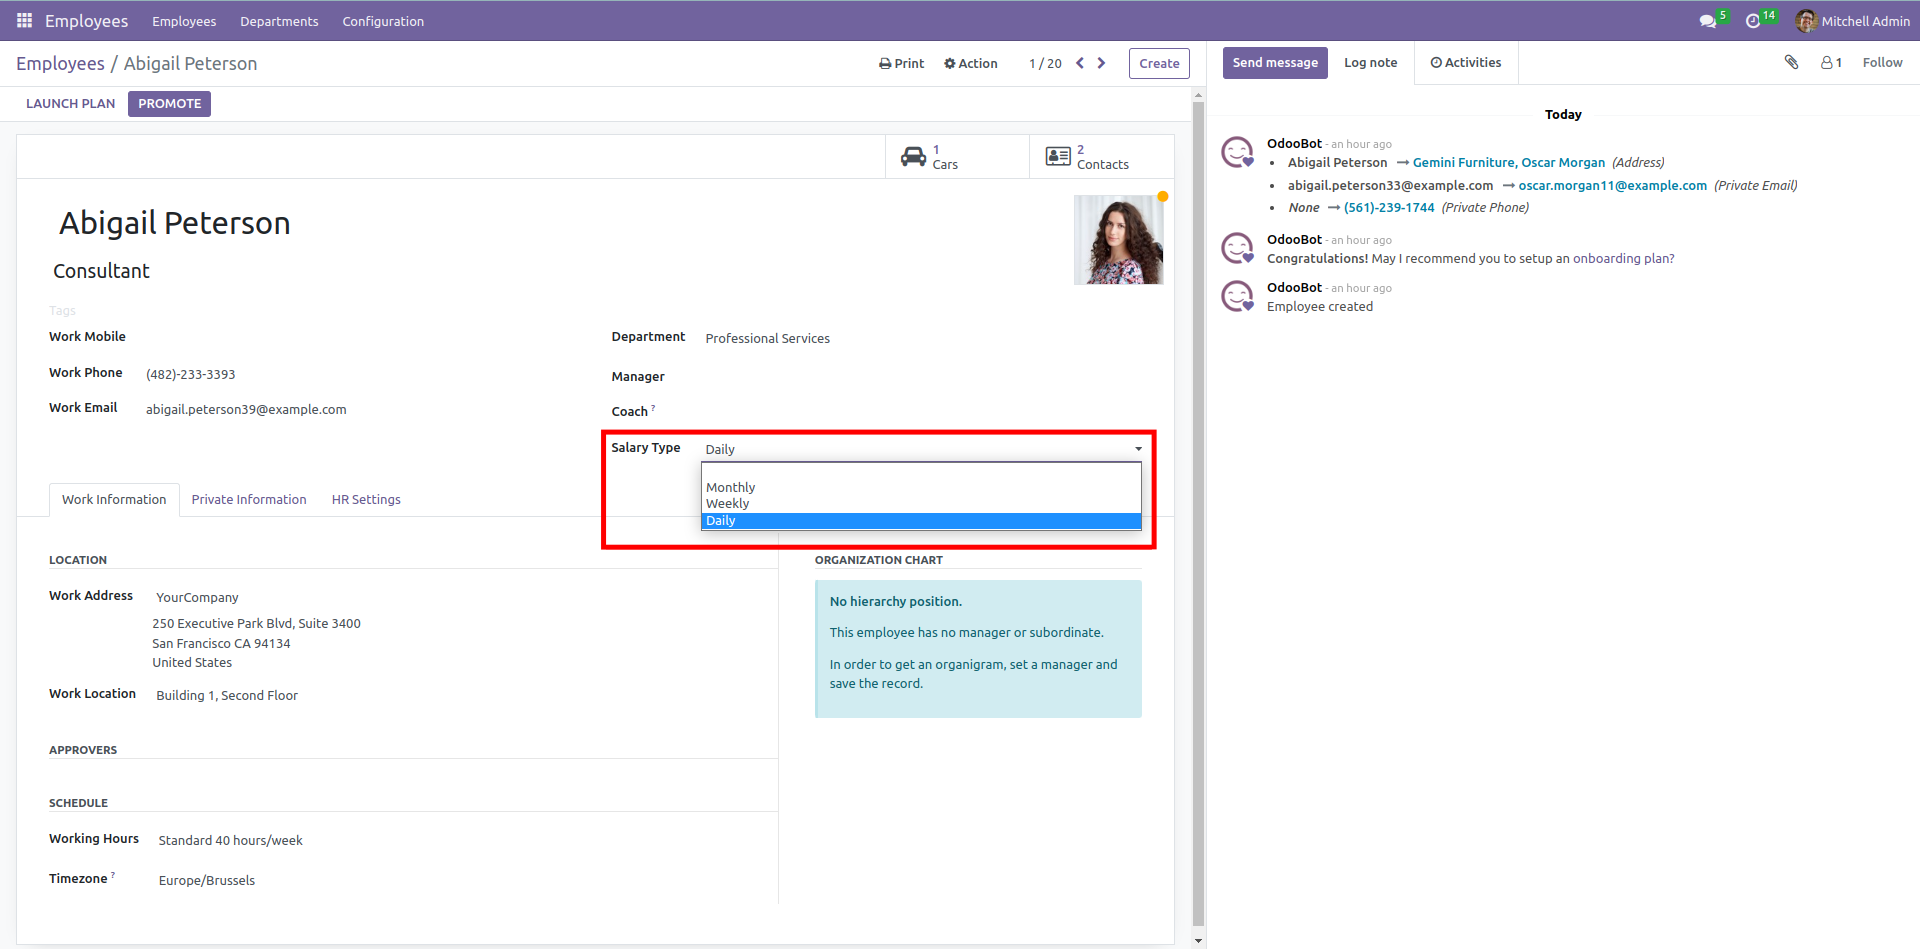 Employees Employees Departments Configuration 5 14 Mitchell Admin
Employees / Abigail Peterson Print Action 1 / 20 Create
Send message Log note Activities 1 Follow
LAUNCH PLAN PROMOTE
1 Cars
2 Contacts
Abigail Peterson
Consultant
Tags
Work Mobile
Work Phone (482)-233-3393
Work Email abigail.peterson39@example.com
Department Professional Services
Manager
Coach ?
Salary Type Daily
Monthly
Weekly
Daily
Work Information Private Information HR Settings
LOCATION
Work Address YourCompany
250 Executive Park Blvd, Suite 3400
San Francisco CA 94134
United States
Work Location Building 1, Second Floor
APPROVERS
SCHEDULE
Working Hours Standard 40 hours/week
Timezone ? Europe/Brussels
ORGANIZATION CHART
No hierarchy position.
This employee has no manager or subordinate.
In order to get an organigram, set a manager and
save the record.
Today
OdooBot - an hour ago
• Abigail Peterson → Gemini Furniture, Oscar Morgan (Address)
• abigail.peterson33@example.com → oscar.morgan11@example.com (Private Email)
• None → (561)-239-1744 (Private Phone)
OdooBot - an hour ago
Congratulations! May I recommend you to setup an onboarding plan?
OdooBot - an hour ago
Employee created